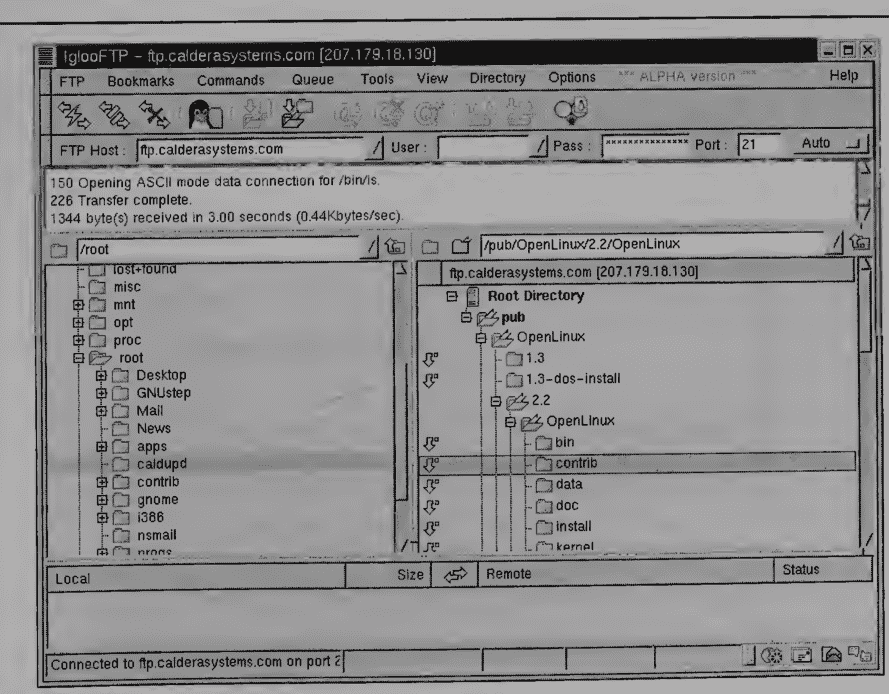 IglooFTP - ftp.calderasystems.com [207.179.18.130]
FTP Bookmarks Commands Queue Tools View Directory Options *** ALPHA version *** Help
FTP Host : ftp.calderasystems.com User : Pass : *************** Port : 21 Auto
150 Opening ASCII mode data connection for /bin/ls.
226 Transfer complete.
1344 byte(s) received in 3.00 seconds (0.44Kbytes/sec).
/root
lost+found
misc
mnt
opt
proc
root
Desktop
GNUstep
Mail
News
apps
caldupd
contrib
gnome
i386
nsmail
progs
/pub/OpenLinux/2.2/OpenLinux
ftp.calderasystems.com [207.179.18.130]
Root Directory
pub
OpenLinux
1.3
1.3-dos-install
2.2
OpenLinux
bin
contrib
data
doc
install
kernel
Local Size Remote Status
Connected to ftp.calderasystems.com on port 2